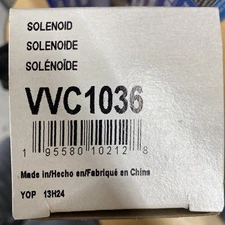 SOLENOID
SOLENOIDE
SOLÉNOÏDE
VVC1036
1 95580 10212 8
Made in/Hecho en/Fabriqué en China
YOP 13H24